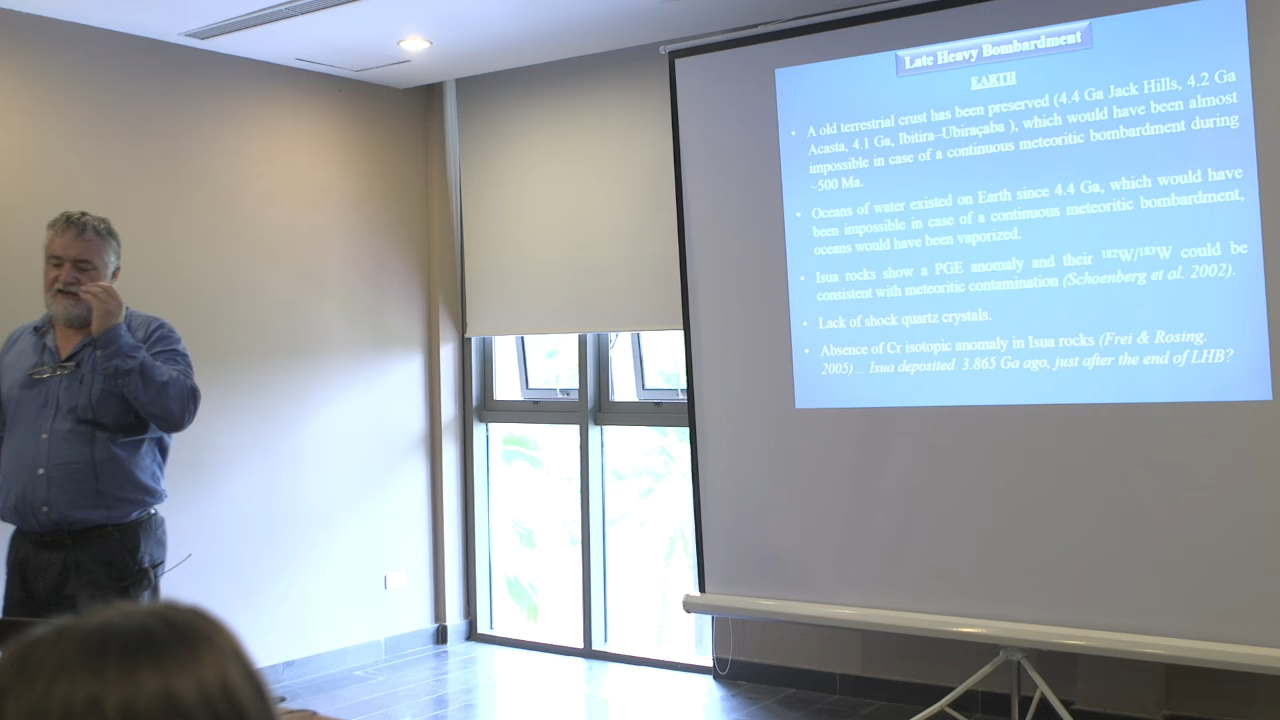 Late Heavy Bombardment
EARTH
• A old terrestrial crust has been preserved (4.4 Ga Jack Hills, 4.2 Ga
Acasta, 4.1 Ga, Ibitira–Ubiraçaba ), which would have been almost
impossible in case of a continuous meteoritic bombardment during
~500 Ma.
• Oceans of water existed on Earth since 4.4 Ga, which would have
been impossible in case of a continuous meteoritic bombardment,
oceans would have been vaporized.
• Isua rocks show a PGE anomaly and their ¹⁸²W/¹⁸³W could be
consistent with meteoritic contamination (Schoenberg et al. 2002).
• Lack of shock quartz crystals.
• Absence of Cr isotopic anomaly in Isua rocks (Frei & Rosing.
2005)... Isua deposited 3.865 Ga ago, just after the end of LHB?